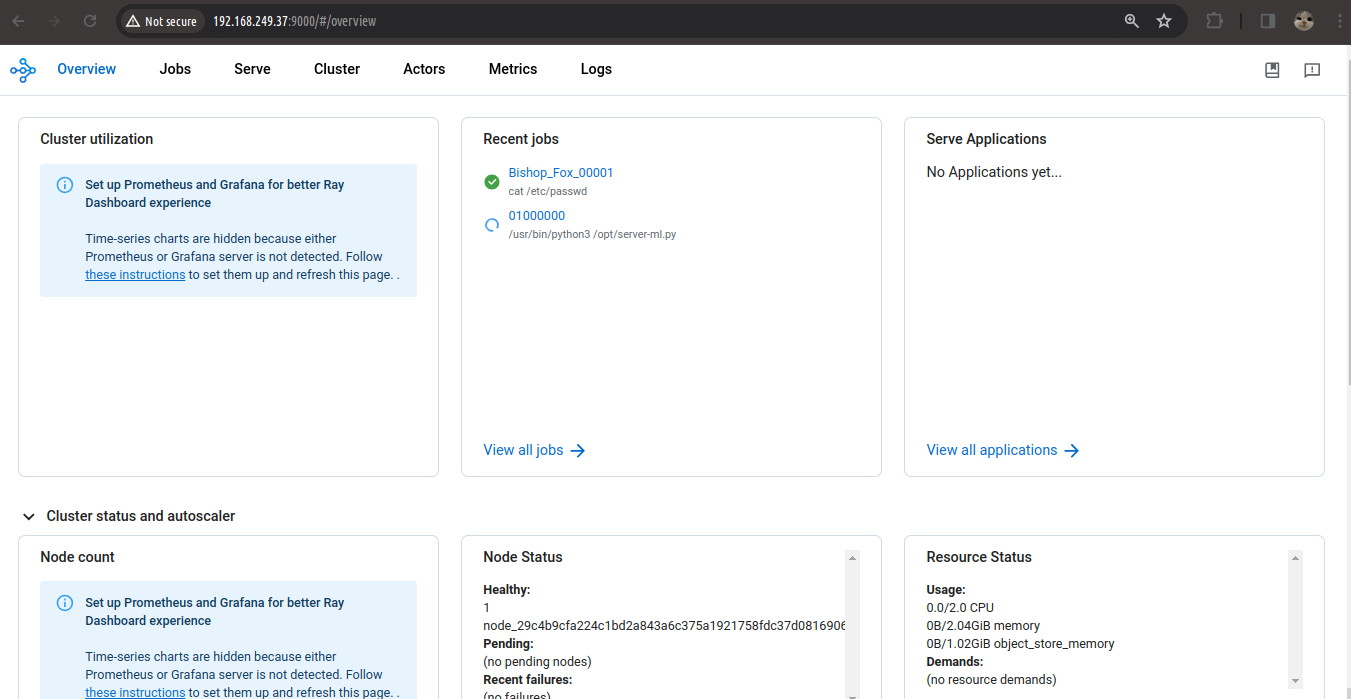 Not secure 192.168.249.37:9000/#/overview
Overview Jobs Serve Cluster Actors Metrics Logs
Cluster utilization
Set up Prometheus and Grafana for better Ray
Dashboard experience
Time-series charts are hidden because either
Prometheus or Grafana server is not detected. Follow
these instructions to set them up and refresh this page. .
Recent jobs
Bishop_Fox_00001
cat /etc/passwd
01000000
/usr/bin/python3 /opt/server-ml.py
View all jobs
Serve Applications
No Applications yet...
View all applications
Cluster status and autoscaler
Node count
Set up Prometheus and Grafana for better Ray
Dashboard experience
Time-series charts are hidden because either
Prometheus or Grafana server is not detected. Follow
these instructions to set them up and refresh this page. .
Node Status
Healthy:
1
node_29c4b9cfa224c1bd2a843a6c375a1921758fdc37d0816906
Pending:
(no pending nodes)
Recent failures:
(no failures)
Resource Status
Usage:
0.0/2.0 CPU
0B/2.04GiB memory
0B/1.02GiB object_store_memory
Demands:
(no resource demands)